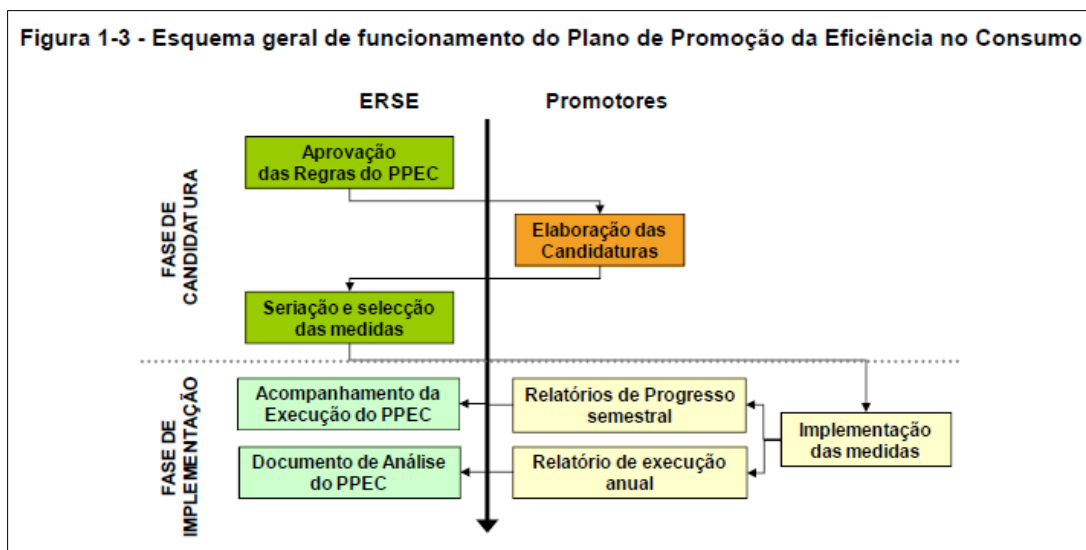 Figura 1-3 - Esquema geral de funcionamento do Plano de Promoção da Eficiência no Consumo
ERSE
Promotores
FASE DE
CANDIDATURA
Aprovação
das Regras do PPEC
Elaboração das
Candidaturas
Seriação e selecção
das medidas
FASE DE
IMPLEMENTAÇÃO
Acompanhamento da
Execução do PPEC
Relatórios de Progresso
semestral
Implementação
das medidas
Documento de Análise
do PPEC
Relatório de execução
anual